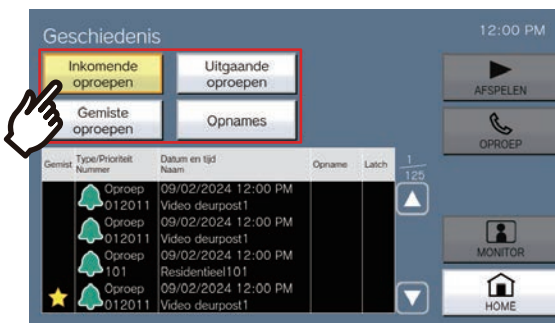 Geschiedenis
12:00 PM
Inkomende
oproepen
Uitgaande
oproepen
Gemiste
oproepen
Opnames
AFSPELEN
OPROEP
Gemist Type/Prioriteit Nummer Datum en tijd Naam Opname Latch
1
125
Oproep 09/02/2024 12:00 PM
012011 Video deurpost1
Oproep 09/02/2024 12:00 PM
012011 Video deurpost1
Oproep 09/02/2024 12:00 PM
101 Residentieel101
Oproep 09/02/2024 12:00 PM
012011 Video deurpost1
MONITOR
HOME